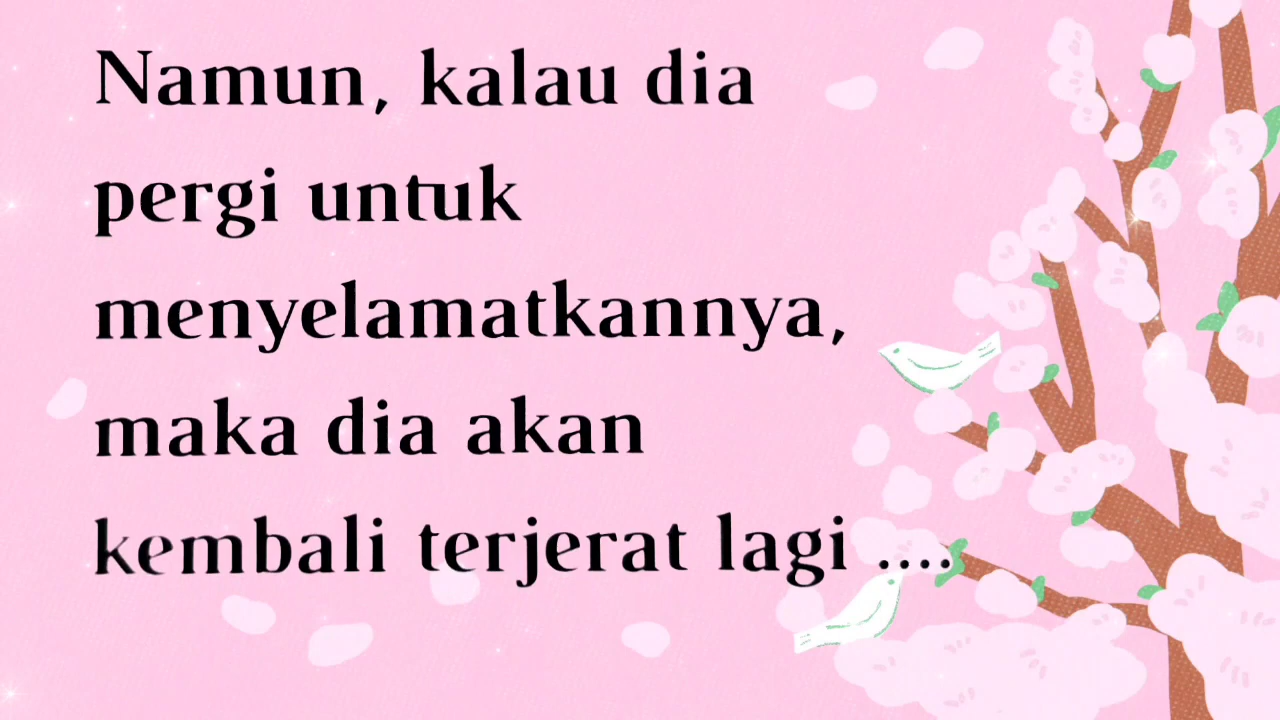 Namun, kalau dia
pergi untuk
menyelamatkannya,
maka dia akan
kembali terjerat lagi ....